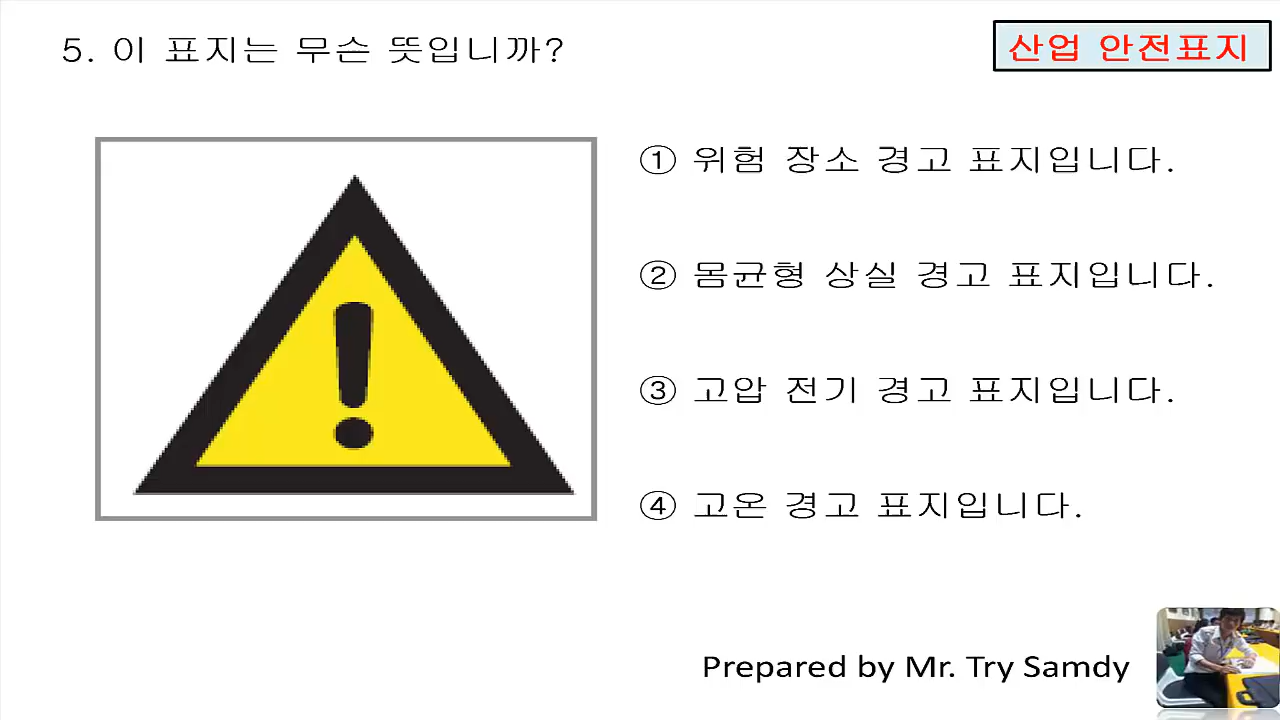 5. 이 표지는 무슨 뜻입니까?
산업 안전표지
① 위험 장소 경고 표지입니다.
② 몸균형 상실 경고 표지입니다.
③ 고압 전기 경고 표지입니다.
④ 고온 경고 표지입니다.
Prepared by Mr. Try Samdy